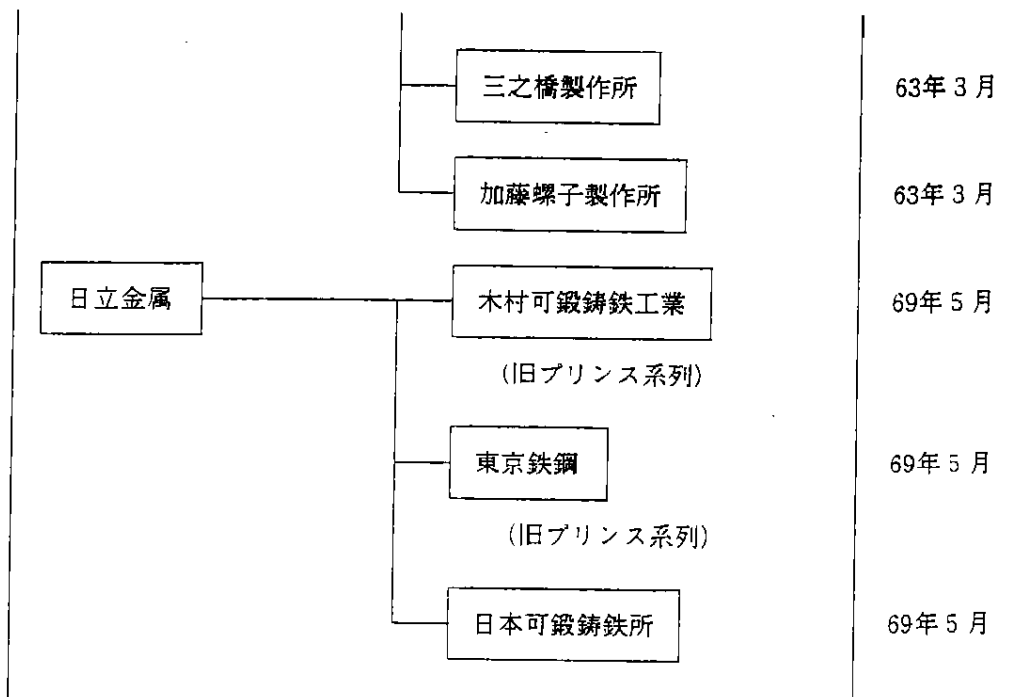 三之橋製作所 63年3月
加藤螺子製作所 63年3月
日立金属 木村可鍛鋳鉄工業 69年5月
(旧プリンス系列)
東京鉄鋼 69年5月
(旧プリンス系列)
日本可鍛鋳鉄所 69年5月